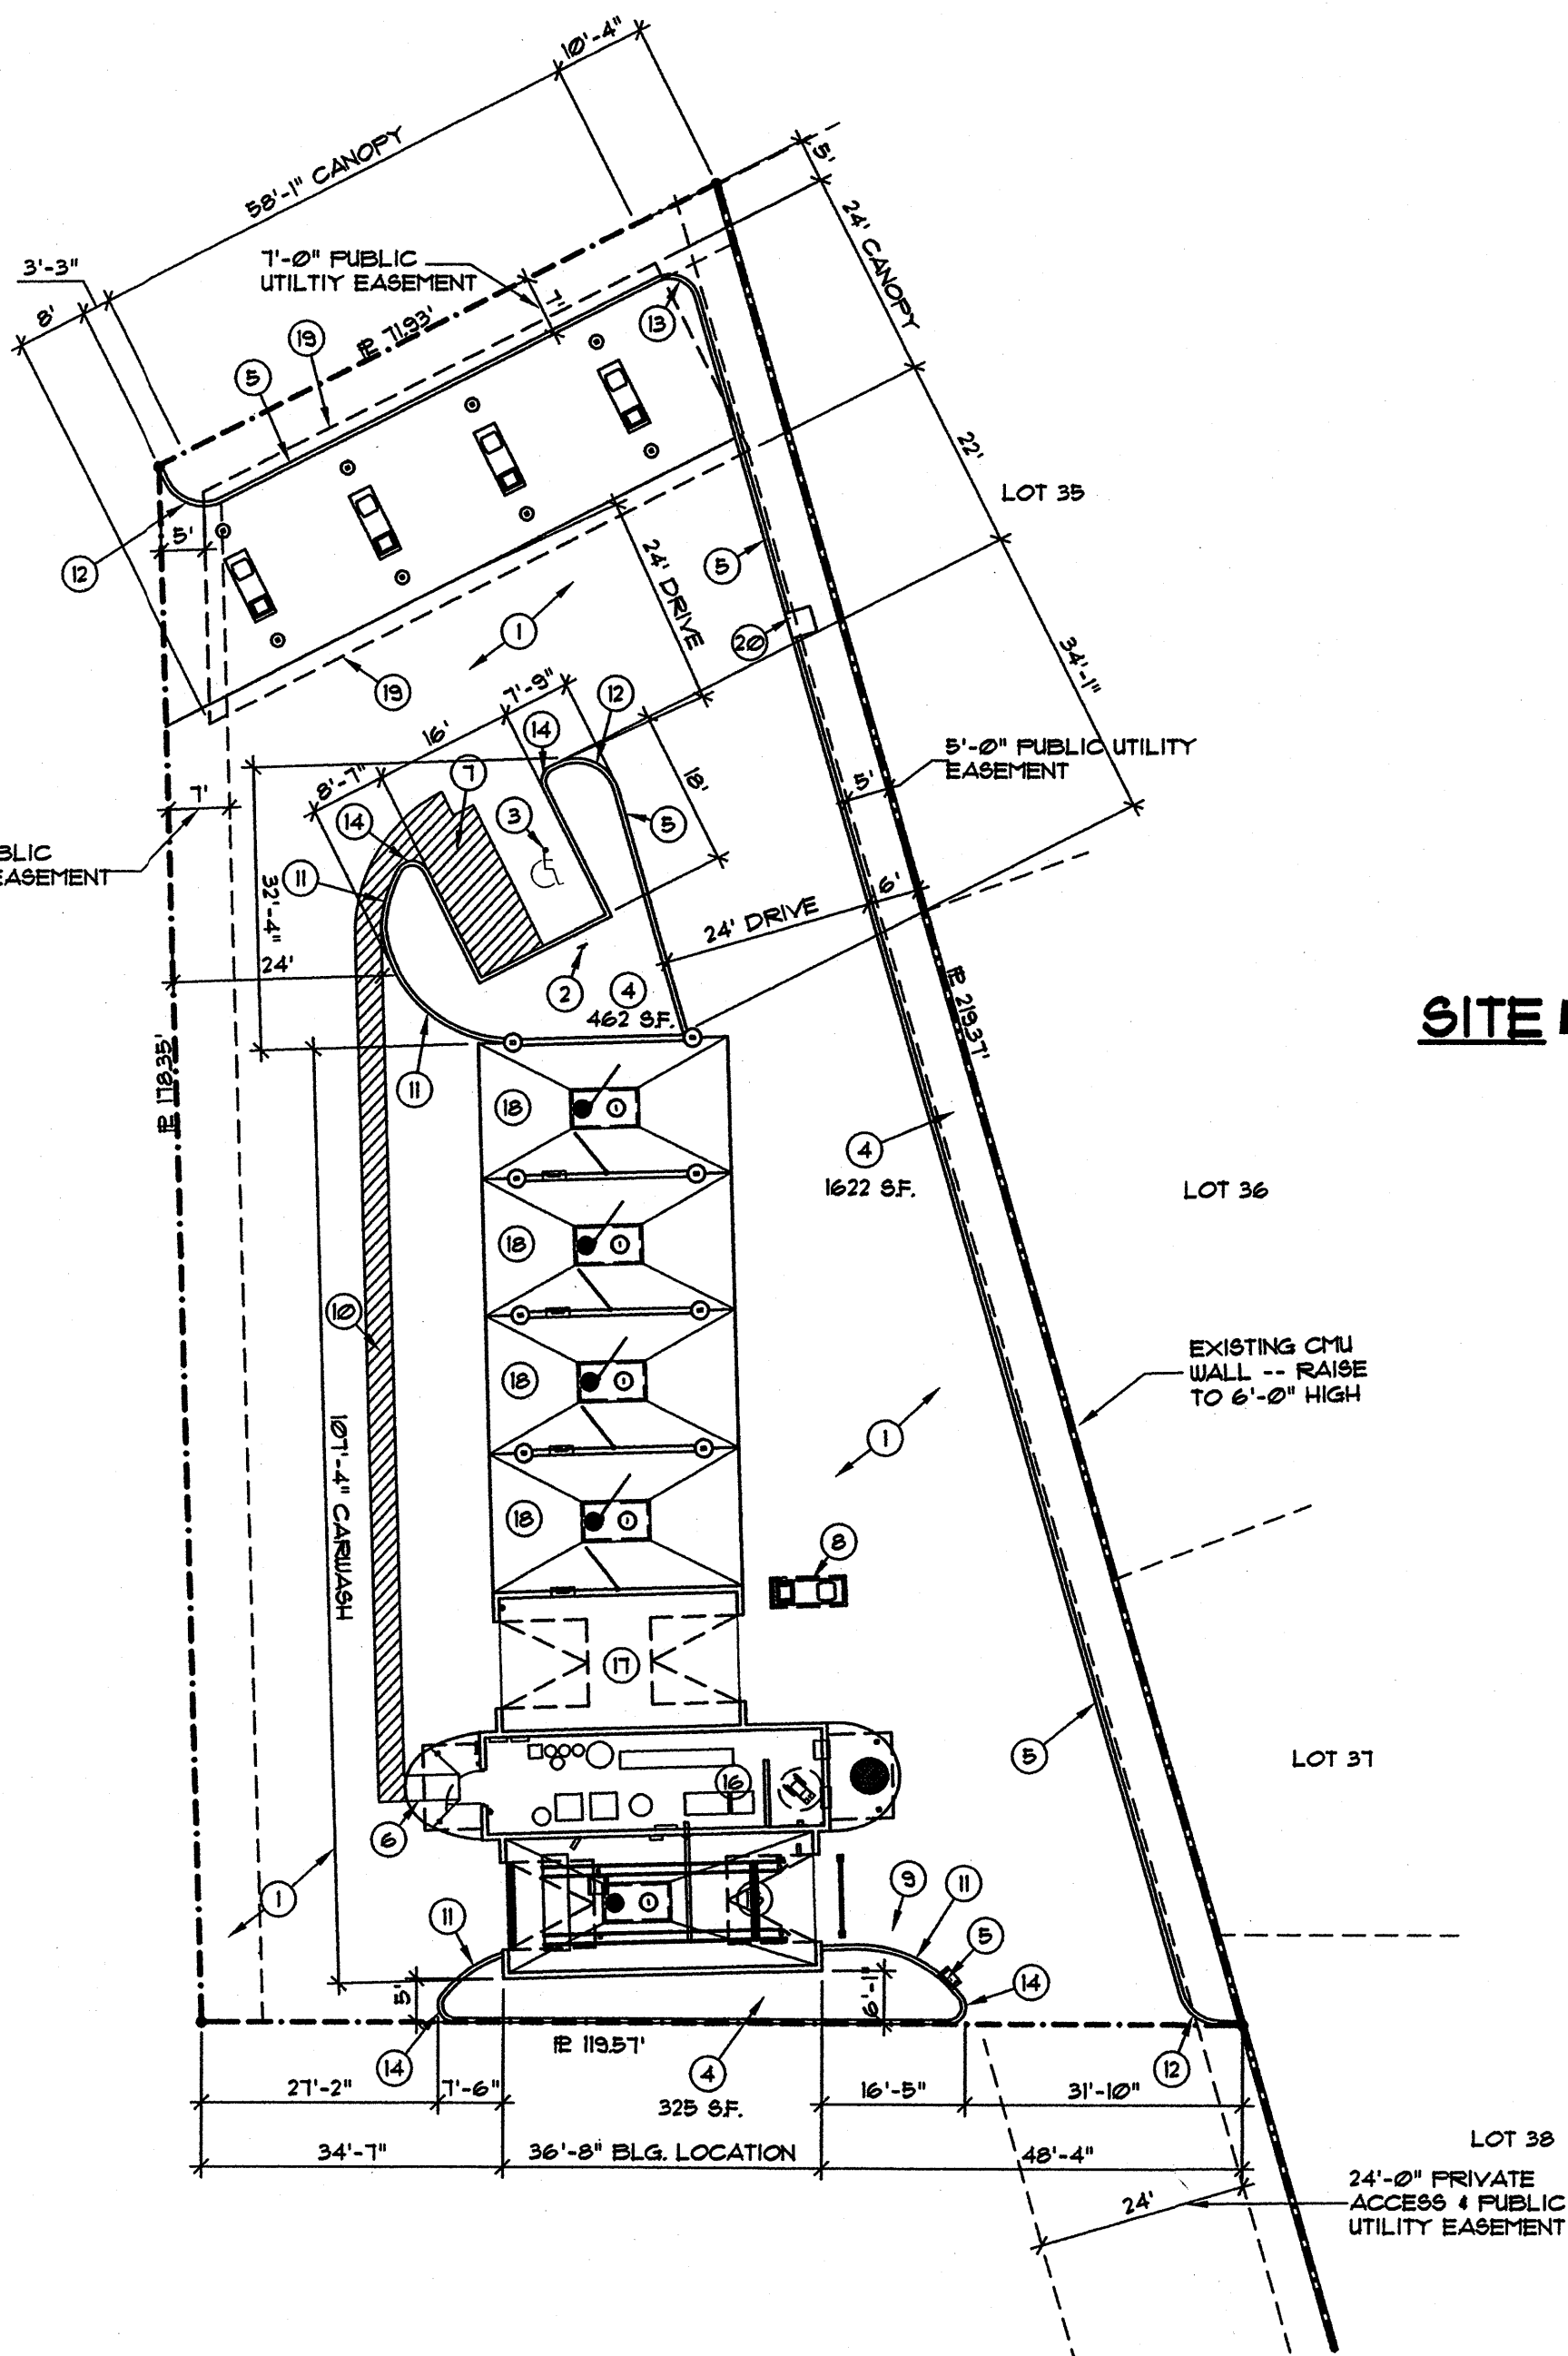 10'-4"
58'-1" CANOPY
5'
24' CANOPY
7'-0" PUBLIC
UTILTIY EASEMENT
3'-3"
8'
7'
13
19
PL 71.93'
5
22'
LOT 35
12
5'
5
24' DRIVE
1
20
34'-1"
19
7'-9"
12
16'
14
5'-0" PUBLIC UTILITY
EASEMENT
8'-7"
7
18'
5'
7'
3
5
14
BLIC
EASEMENT
11
32'-4"
6'
24' DRIVE
24'
2
4
462 S.F.
PL 219.37'
SITE
11
PL 178.35'
18
4
1622 S.F.
LOT 36
18
10
EXISTING CMU
WALL -- RAISE
TO 6'-0" HIGH
18
107'-4" CARWASH
1
18
8
17
5
LOT 37
16
6
9
1
11
11
5
5'
6'-1"
14
PL 119.57'
14
4
12
27'-2"
7'-6"
325 S.F.
16'-5"
31'-10"
34'-7"
36'-8" BLG. LOCATION
48'-4"
LOT 38
24'
24'-0" PRIVATE
ACCESS & PUBLIC
UTILITY EASEMENT